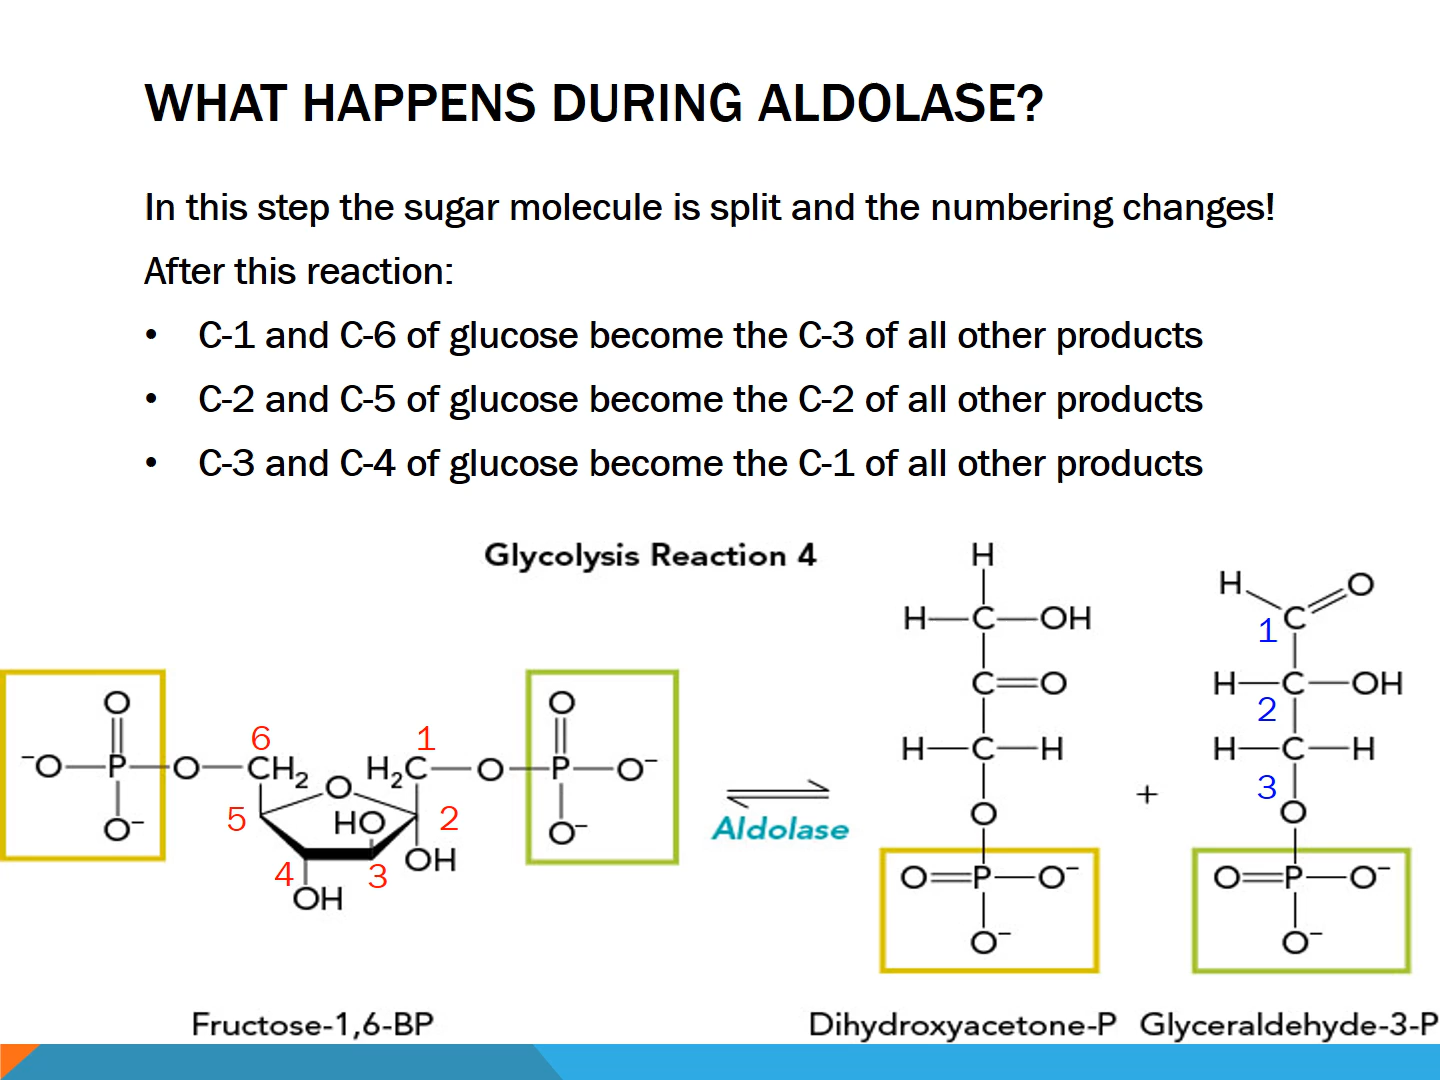 WHAT HAPPENS DURING ALDOLASE?
In this step the sugar molecule is split and the numbering changes!
After this reaction:
• C-1 and C-6 of glucose become the C-3 of all other products
• C-2 and C-5 of glucose become the C-2 of all other products
• C-3 and C-4 of glucose become the C-1 of all other products
Glycolysis Reaction 4
H
H O
H—C—OH
C
1
O O
H—C—OH
C=O
2
6 1
H—C—H H—C—H
⁻O—P—O—CH₂ H₂C—O—P—O⁻
O
3
+
5 HO 2
O O
O⁻ O⁻
Aldolase
OH
4 3
O=P—O⁻ O=P—O⁻
OH
O⁻ O⁻
Fructose-1,6-BP
Dihydroxyacetone-P Glyceraldehyde-3-P